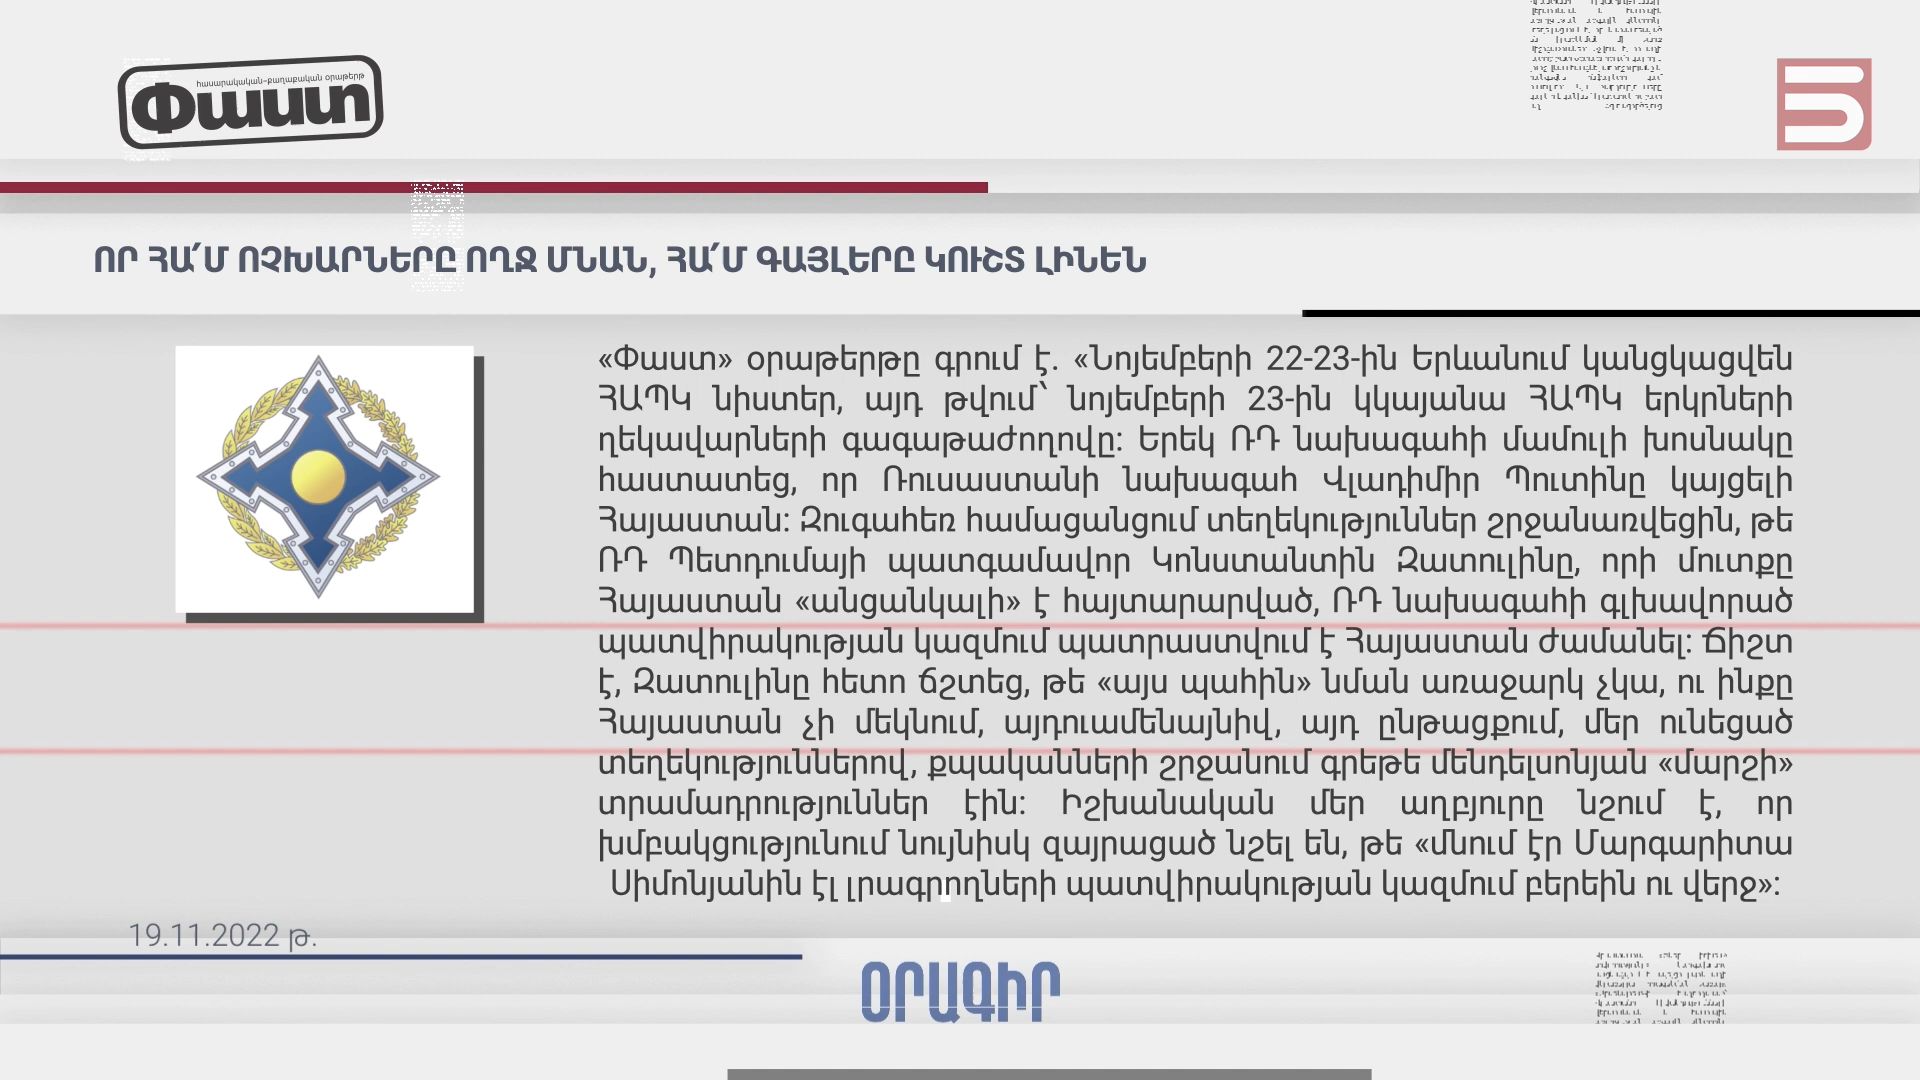 հասարակական-քաղաքական օրաթերթ
Փաստ
ՈՐ ՀԱ՛Մ ՈՉԽԱՐՆԵՐԸ ՈՂՋ ՄՆԱՆ, ՀԱ՛Մ ԳԱՅԼԵՐԸ ԿՈՒՇՏ ԼԻՆԵՆ
«Փաստ» օրաթերթը գրում է. «Նոյեմբերի 22-23-ին Երևանում կանցկացվեն
ՀԱՊԿ նիստեր, այդ թվում՝ նոյեմբերի 23-ին կկայանա ՀԱՊԿ երկրների
ղեկավարների գագաթաժողովը: Երեկ ՌԴ նախագահի մամուլի խոսնակը
հաստատեց, որ Ռուսաստանի նախագահ Վլադիմիր Պուտինը կայցելի
Հայաստան: Զուգահեռ համացանցում տեղեկություններ շրջանառվեցին, թե
ՌԴ Պետդումայի պատգամավոր Կոնստանտին Զատուլինը, որի մուտքը
Հայաստան «անցանկալի» է հայտարարված, ՌԴ նախագահի գլխավորած
պատվիրակության կազմում պատրաստվում է Հայաստան ժամանել: Ճիշտ
է, Զատուլինը հետո ճշտեց, թե «այս պահին» նման առաջարկ չկա, ու ինքը
Հայաստան չի մեկնում, այդուամենայնիվ, այդ ընթացքում, մեր ունեցած
տեղեկություններով, քպականների շրջանում գրեթե մենդելսոնյան «մարշի»
տրամադրություններ էին: Իշխանական մեր աղբյուրը նշում է, որ
խմբակցությունում նույնիսկ զայրացած նշել են, թե «մնում էր Մարգարիտա
Սիմոնյանին էլ լրագրողների պատվիրակության կազմում բերեին ու վերջ»:
19.11.2022 թ.
ՕՐԱԳԻՐ